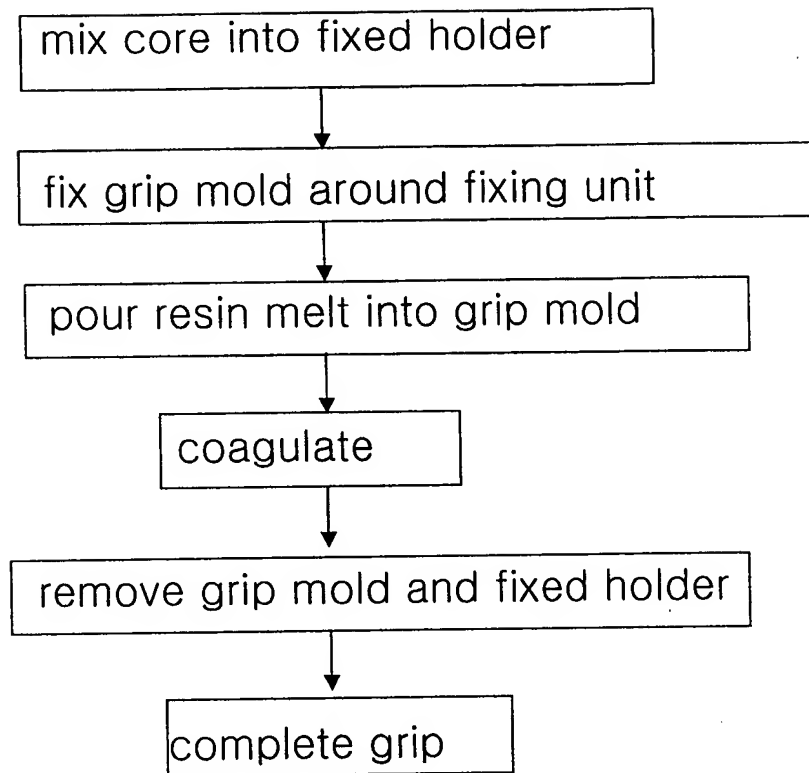 mix core into fixed holder
fix grip mold around fixing unit
pour resin melt into grip mold
coagulate
remove grip mold and fixed holder
complete grip